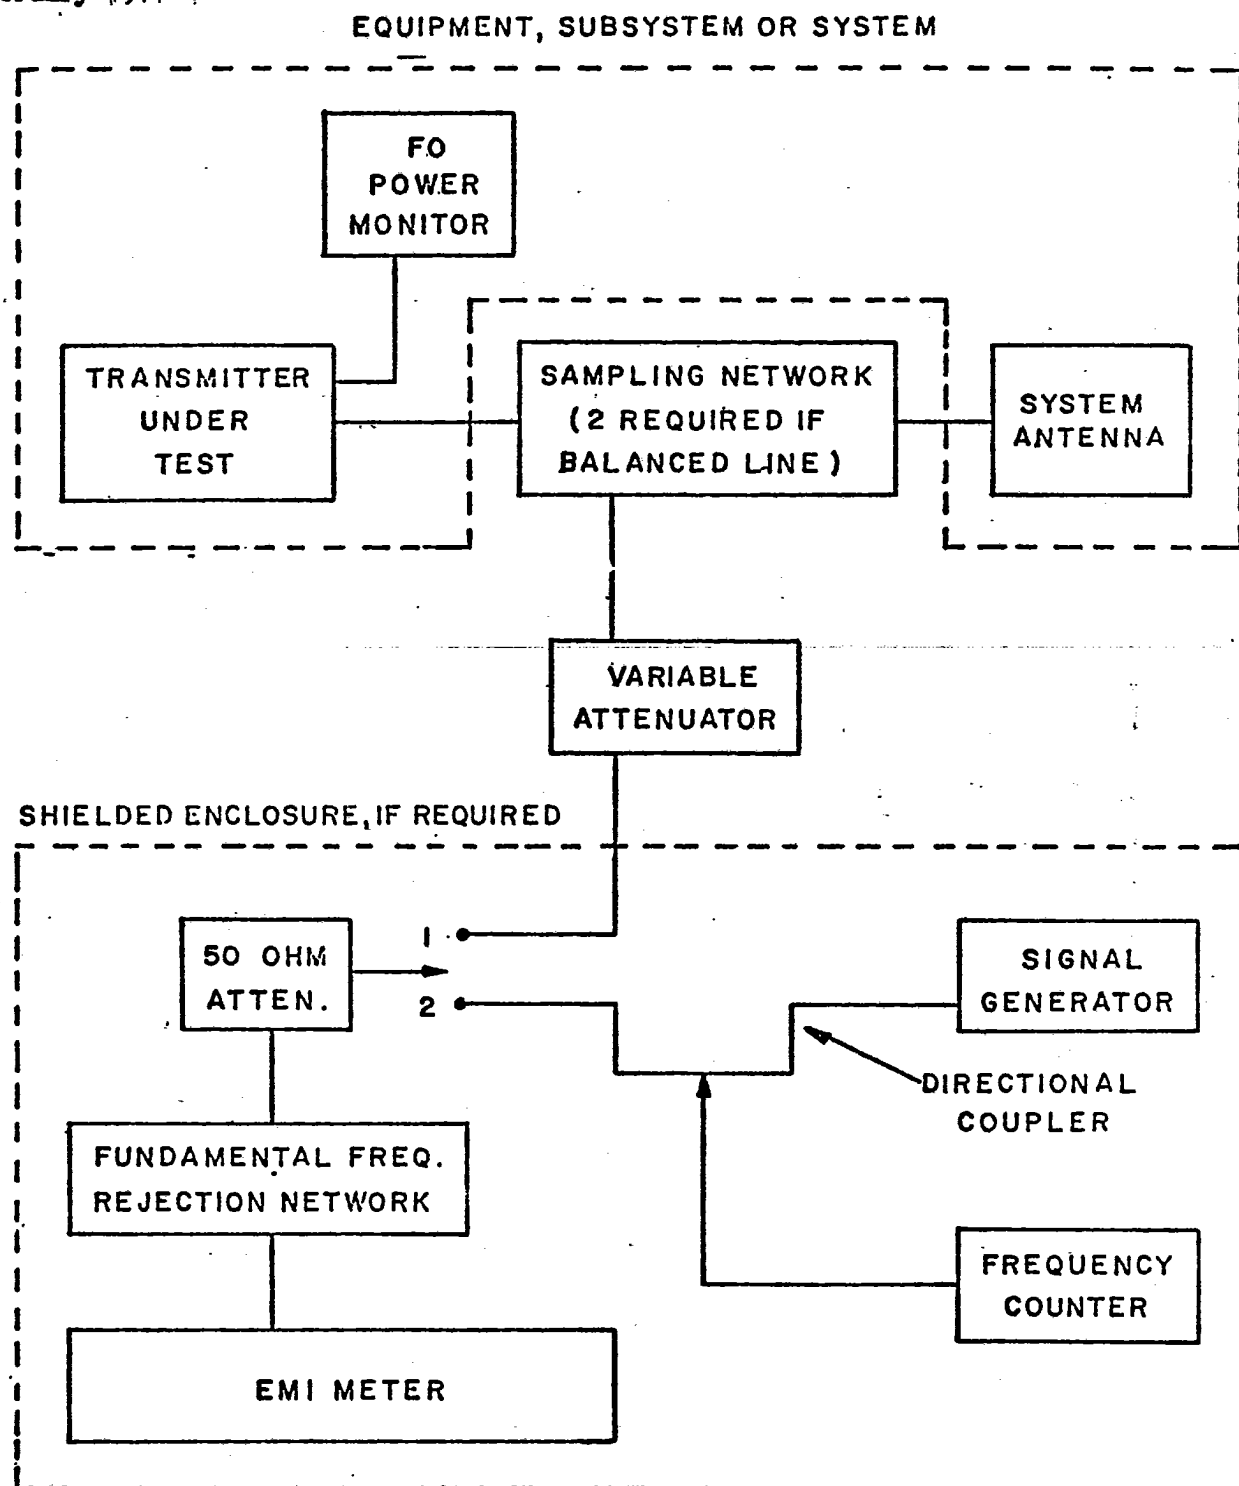 EQUIPMENT, SUBSYSTEM OR SYSTEM
FO
POWER
MONITOR
TRANSMITTER
UNDER
TEST
SAMPLING NETWORK
(2 REQUIRED IF
BALANCED LINE)
SYSTEM
ANTENNA
VARIABLE
ATTENUATOR
SHIELDED ENCLOSURE, IF REQUIRED
50 OHM
ATTEN.
1
2
SIGNAL
GENERATOR
DIRECTIONAL
COUPLER
FUNDAMENTAL FREQ.
REJECTION NETWORK
FREQUENCY
COUNTER
EMI METER